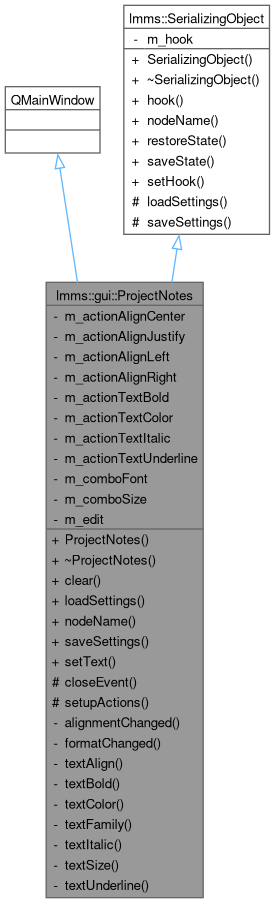 lmms::SerializingObject
- m_hook
+ SerializingObject()
+ ~SerializingObject()
+ hook()
+ nodeName()
+ restoreState()
+ saveState()
+ setHook()
# loadSettings()
# saveSettings()
QMainWindow
lmms::gui::ProjectNotes
- m_actionAlignCenter
- m_actionAlignJustify
- m_actionAlignLeft
- m_actionAlignRight
- m_actionTextBold
- m_actionTextColor
- m_actionTextItalic
- m_actionTextUnderline
- m_comboFont
- m_comboSize
- m_edit
+ ProjectNotes()
+ ~ProjectNotes()
+ clear()
+ loadSettings()
+ nodeName()
+ saveSettings()
+ setText()
# closeEvent()
# setupActions()
- alignmentChanged()
- formatChanged()
- textAlign()
- textBold()
- textColor()
- textFamily()
- textItalic()
- textSize()
- textUnderline()